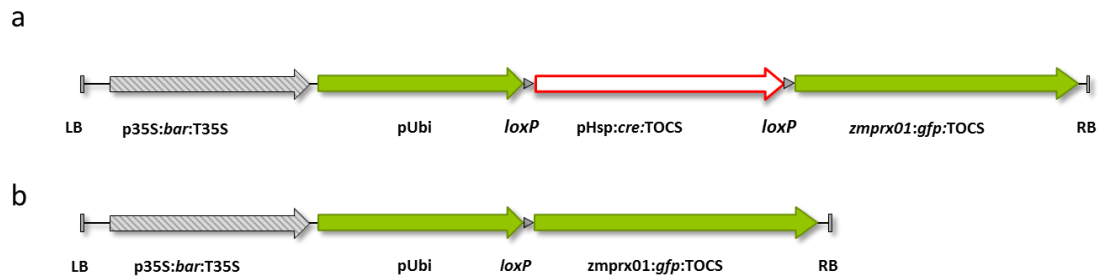 a
LB p35S:bar:T35S pUbi loxP pHsp:cre:TOCS loxP zmprx01:gfp:TOCS RB
b
LB p35S:bar:T35S pUbi loxP zmprx01:gfp:TOCS RB